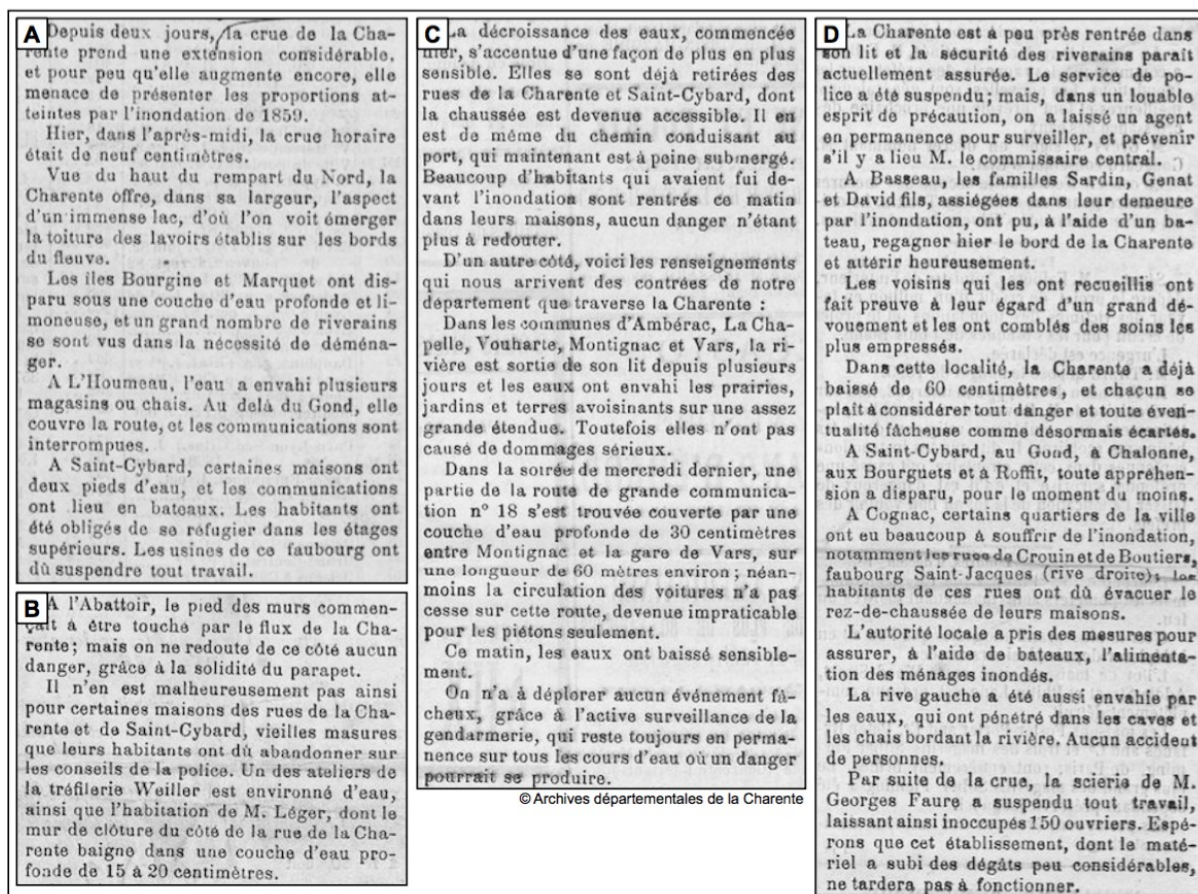 A
Depuis deux jours, la crue de la Cha-
rente prend une extension considérable,
et pour peu qu'elle augmente encore, elle
menace de présenter les proportions at-
teintes par l'inondation de 1859.
Hier, dans l'après-midi, la crue horaire
était de neuf centimètres.
Vue du haut du rempart du Nord, la
Charente offre, dans sa largeur, l'aspect
d'un immense lac, d'où l'on voit émerger
la toiture des lavoirs établis sur les bords
du fleuve.
Les îles Bourgine et Marquet ont dis-
paru sous une couche d'eau profonde et li-
moneuse, et un grand nombre de riverains
se sont vus dans la nécessité de déména-
ger.
A L'Houmeau, l'eau a envahi plusieurs
magasins ou chais. Au delà du Gond, elle
couvre la route, et les communications sont
interrompues.
A Saint-Cybard, certaines maisons ont
deux pieds d'eau, et les communications
ont lieu en bateaux. Les habitants ont
été obligés de se réfugier dans les étages
supérieurs. Les usines de ce faubourg ont
dû suspendre tout travail.
B
A l'Abattoir, le pied des murs commen-
çait à être touché par le flux de la Cha-
rente; mais on ne redoute de ce côté aucun
danger, grâce à la solidité du parapet.
Il n'en est malheureusement pas ainsi
pour certaines maisons des rues de la Cha-
rente et de Saint-Cybard, vieilles masures
que leurs habitants ont dû abandonner sur
les conseils de la police. Un des ateliers de
la tréfilerie Weiller est environné d'eau,
ainsi que l'habitation de M. Léger, dont le
mur de clôture du côté de la rue de la Cha-
rente baigne dans une couche d'eau pro-
fonde de 15 à 20 centimètres.
C
La décroissance des eaux, commencée
hier, s'accentue d'une façon de plus en plus
sensible. Elles se sont déjà retirées des
rues de la Charente et Saint-Cybard, dont
la chaussée est devenue accessible. Il en
est de même du chemin conduisant au
port, qui maintenant est à peine submergé.
Beaucoup d'habitants qui avaient fui de-
vant l'inondation sont rentrés ce matin
dans leurs maisons, aucun danger n'étant
plus à redouter.
D'un autre côté, voici les renseignements
qui nous arrivent des contrées de notre
département que traverse la Charente :
Dans les communes d'Ambérac, La Cha-
pelle, Vouharte, Montignac et Vars, la ri-
vière est sortie de son lit depuis plusieurs
jours et les eaux ont envahi les prairies,
jardins et terres avoisinants sur une assez
grande étendue. Toutefois elles n'ont pas
causé de dommages sérieux.
Dans la soirée de mercredi dernier, une
partie de la route de grande communica-
tion n° 18 s'est trouvée couverte par une
couche d'eau profonde de 30 centimètres
entre Montignac et la gare de Vars, sur
une longueur de 60 mètres environ ; néan-
moins la circulation des voitures n'a pas
cessé sur cette route, devenue impraticable
pour les piétons seulement.
Ce matin, les eaux ont baissé sensible-
ment.
On n'a à déplorer aucun événement fâ-
cheux, grâce à l'active surveillance de la
gendarmerie, qui reste toujours en perma-
nence sur tous les cours d'eau où un danger
pourrait se produire.
© Archives départementales de la Charente
D
La Charente est à peu près rentrée dans
son lit et la sécurité des riverains paraît
actuellement assurée. Le service de po-
lice a été suspendu; mais, dans un louable
esprit de précaution, on a laissé un agent
en permanence pour surveiller, et prévenir
s'il y a lieu M. le commissaire central.
A Basseau, les familles Sardin, Genat
et David fils, assiégées dans leur demeure
par l'inondation, ont pu, à l'aide d'un ba-
teau, regagner hier le bord de la Charente
et attérir heureusement.
Les voisins qui les ont recueillis ont
fait preuve à leur égard d'un grand dé-
vouement et les ont comblés des soins les
plus empressés.
Dans cette localité, la Charente a déjà
baissé de 60 centimètres, et chacun se
plaît à considérer tout danger et toute éven-
tualité fâcheuse comme désormais écartés.
A Saint-Cybard, au Gond, à Chalonne,
aux Bourguets et à Roffit, toute appréhen-
sion a disparu, pour le moment du moins.
A Cognac, certains quartiers de la ville
ont eu beaucoup à souffrir de l'inondation,
notamment les rues de Crouin et de Boutiers,
faubourg Saint-Jacques (rive droite); les
habitants de ces rues ont dû évacuer le
rez-de-chaussée de leurs maisons.
L'autorité locale a pris des mesures pour
assurer, à l'aide de bateaux, l'alimenta-
tion des ménages inondés.
La rive gauche a été aussi envahie par
les eaux, qui ont pénétré dans les caves et
les chais bordant la rivière. Aucun accident
de personnes.
Par suite de la crue, la scierie de M.
Georges Faure a suspendu tout travail,
laissant ainsi inoccupés 150 ouvriers. Espé-
rons que cet établissement, dont le maté-
riel a subi des dégâts peu considérables,
ne tardera pas à fonctionner.